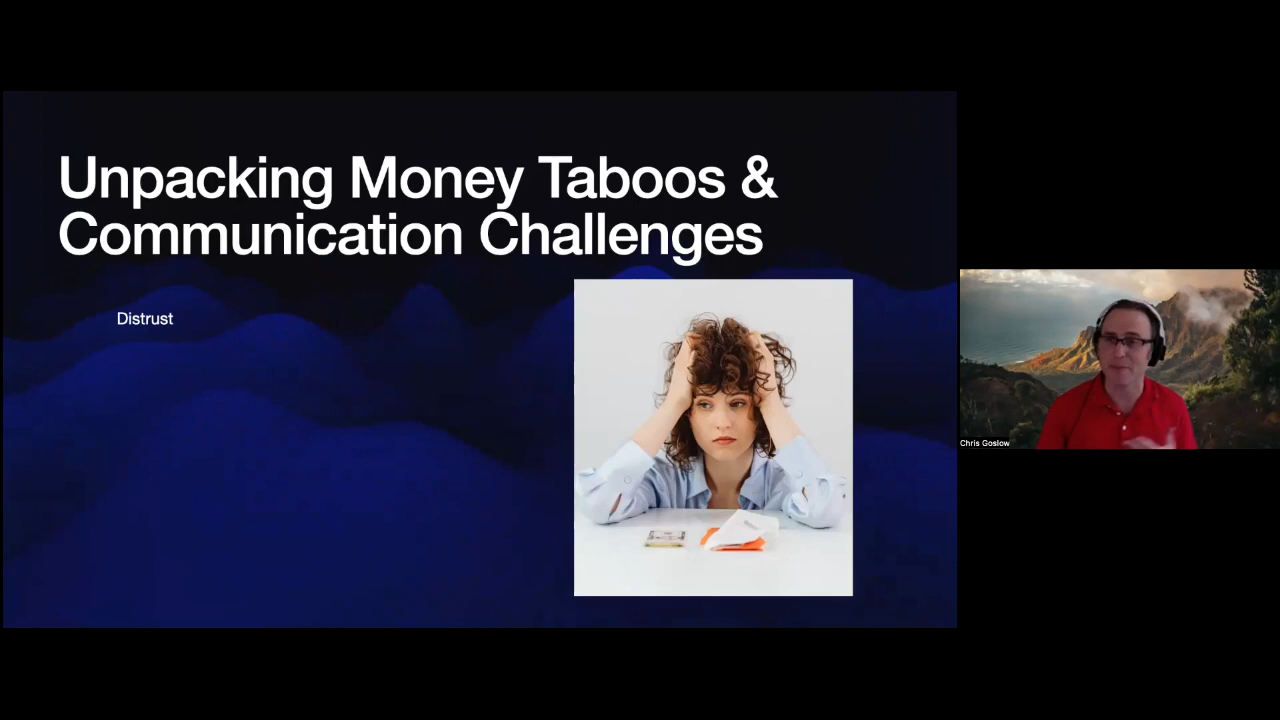 Unpacking Money Taboos &
Communication Challenges
Distrust
Chris Goslow